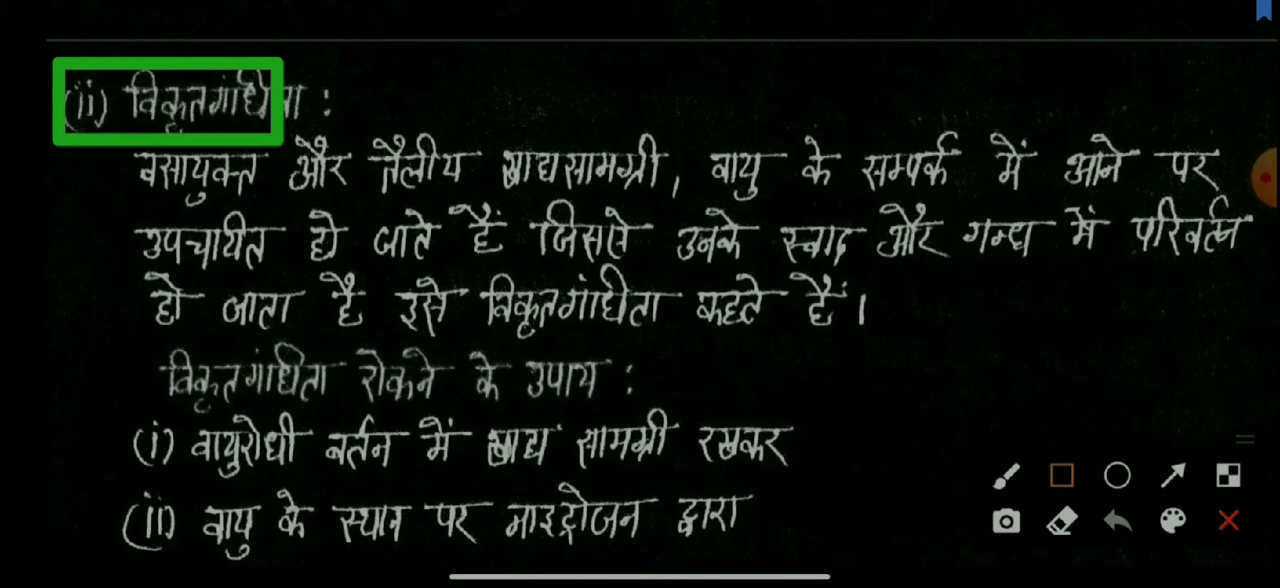 (ii) विकृतगंधिता :
वसायुक्त और तैलीय खाद्यसामग्री, वायु के सम्पर्क में आने पर
उपचायित हो जाते हैं जिससे उनके स्वाद और गन्ध में परिवर्तन
हो जाता है इसे विकृतगंधिता कहते हैं।
विकृतगंधिता रोकने के उपाय :
(i) वायुरोधी बर्तन में खाद्य सामग्री रखकर
(ii) वायु के स्थान पर नाइट्रोजन द्वारा